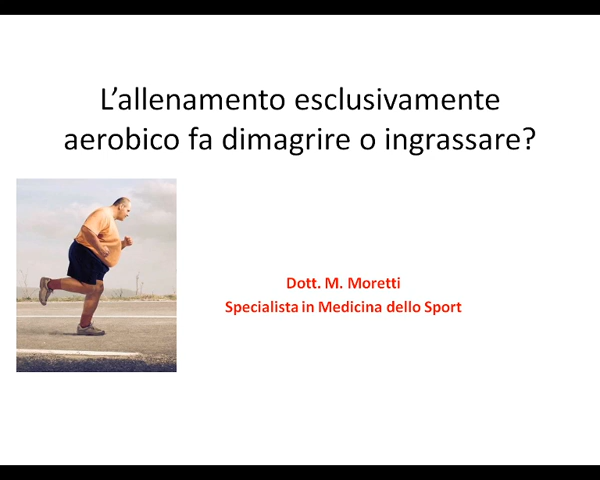 L’allenamento esclusivamente
aerobico fa dimagrire o ingrassare?
Dott. M. Moretti
Specialista in Medicina dello Sport